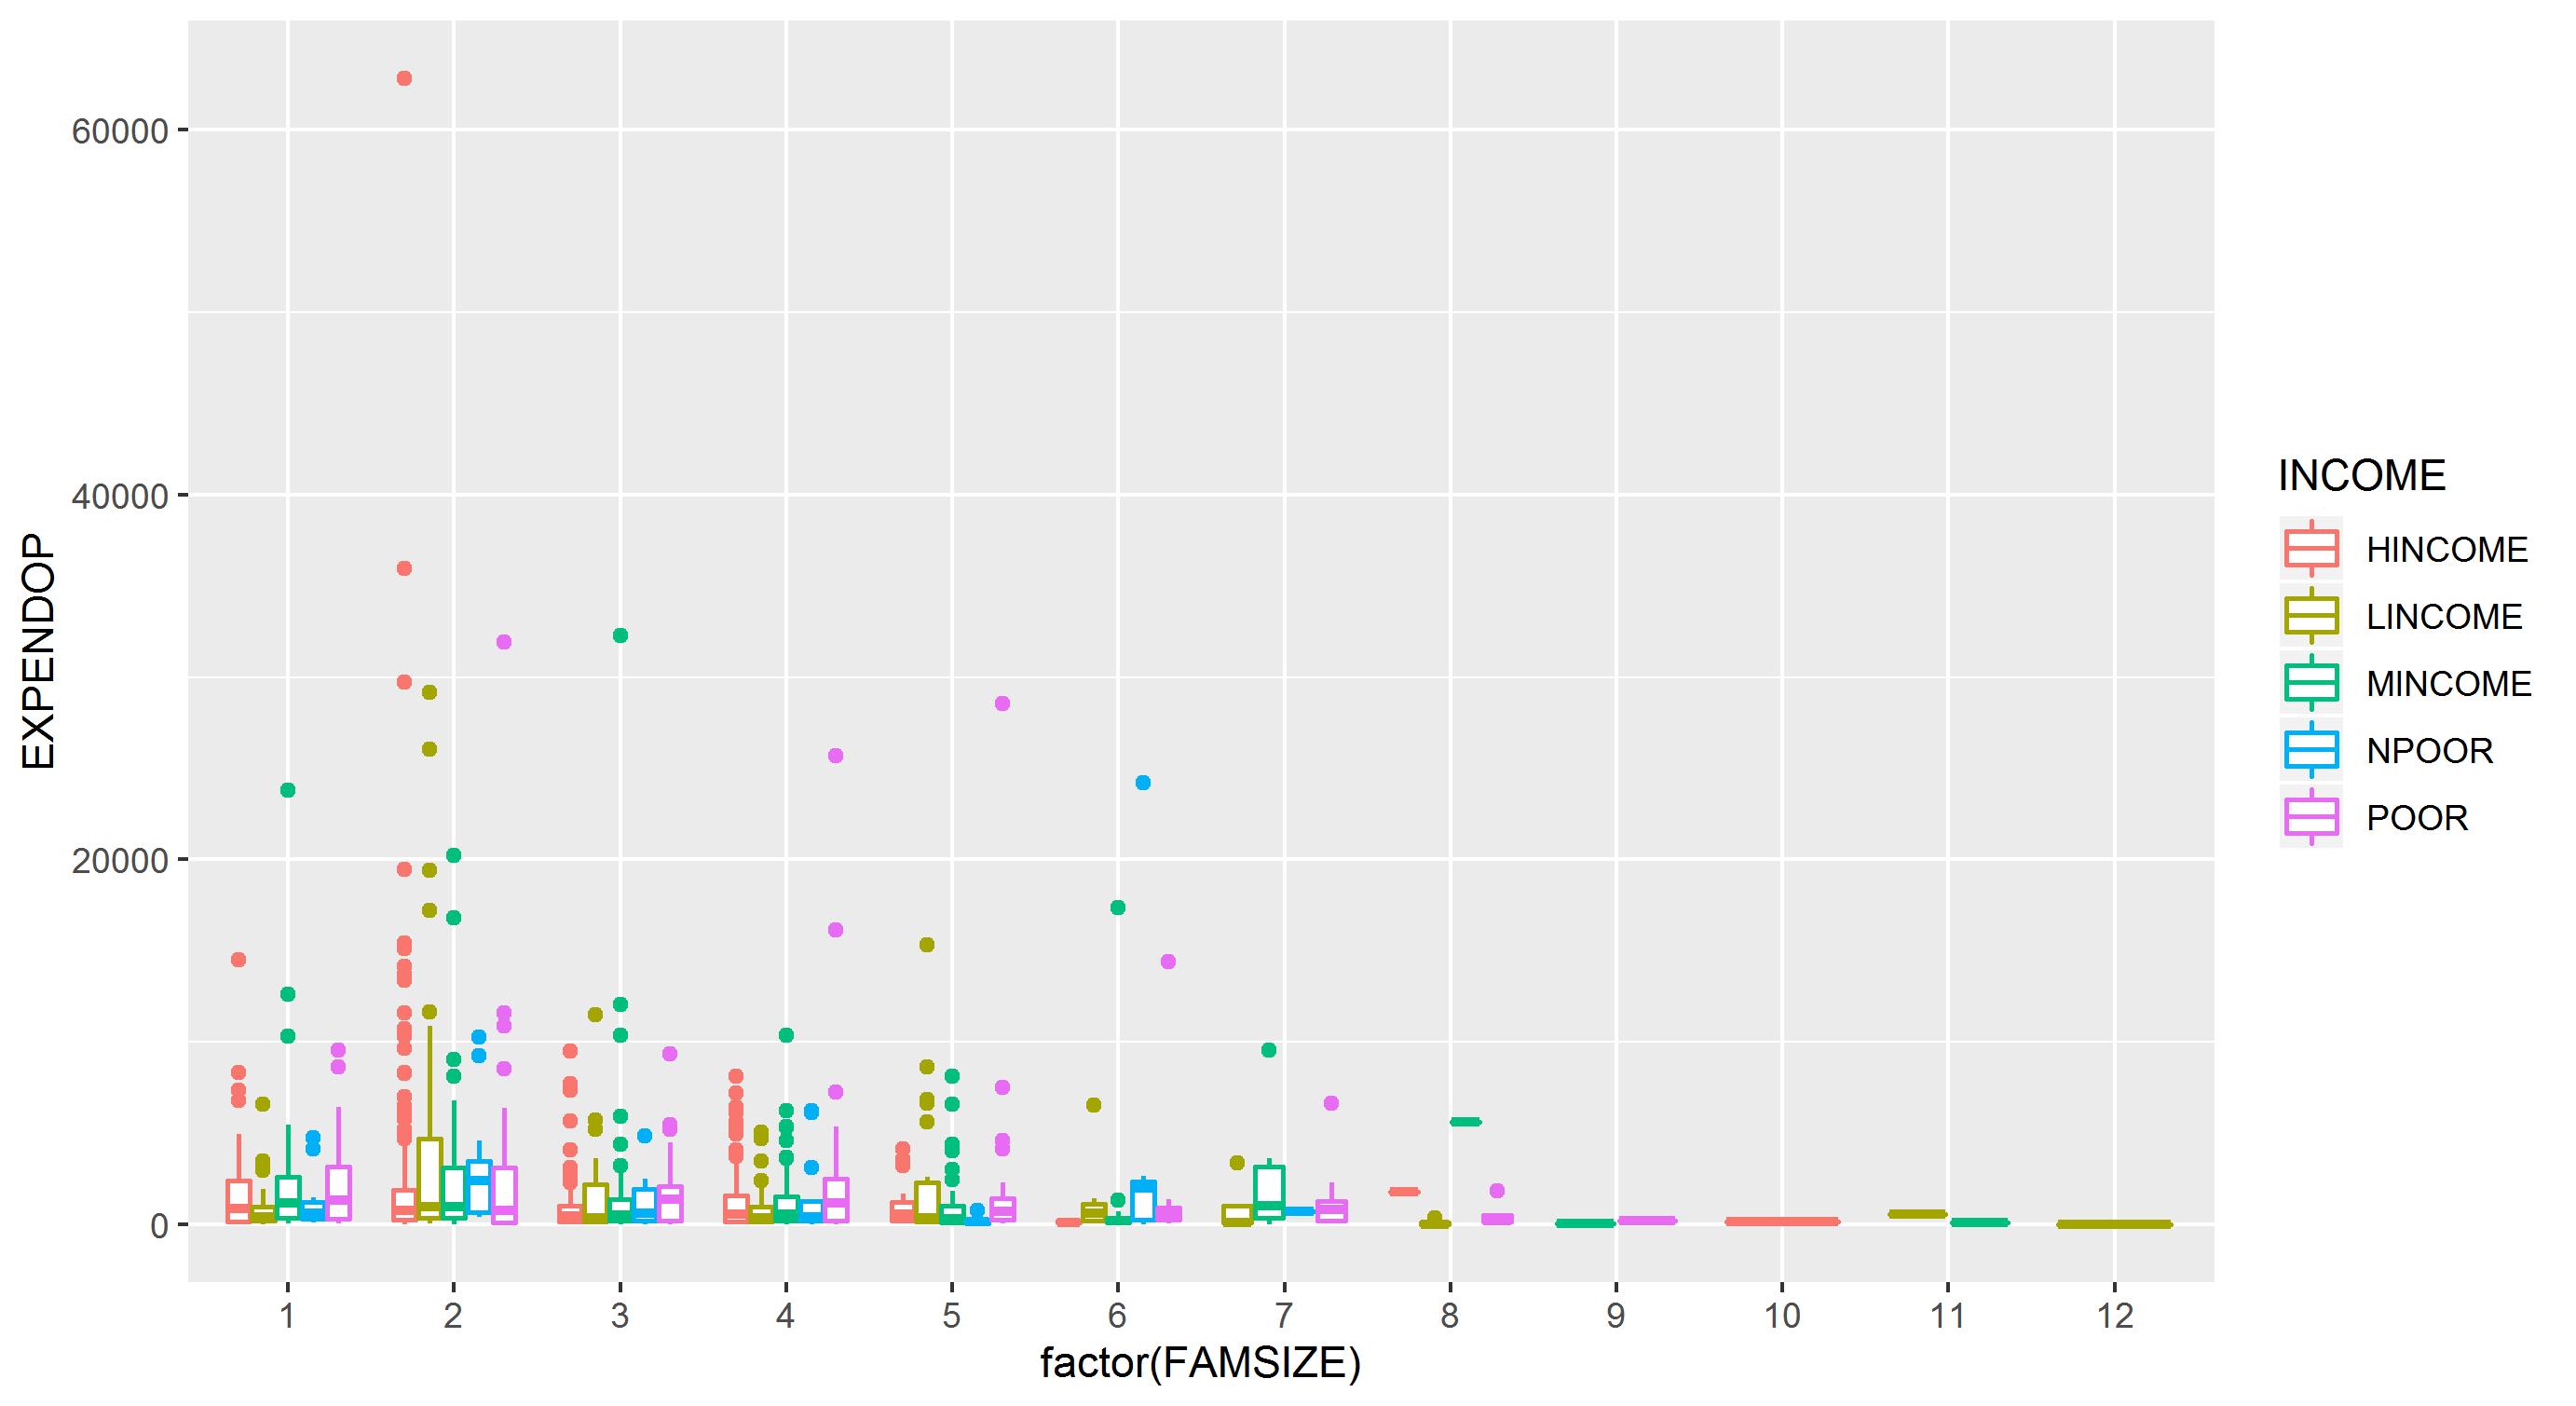 60000
40000
20000
0
EXPENDOP
1 2 3 4 5 6 7 8 9 10 11 12
factor(FAMSIZE)
INCOME
HINCOME
LINCOME
MINCOME
NPOOR
POOR